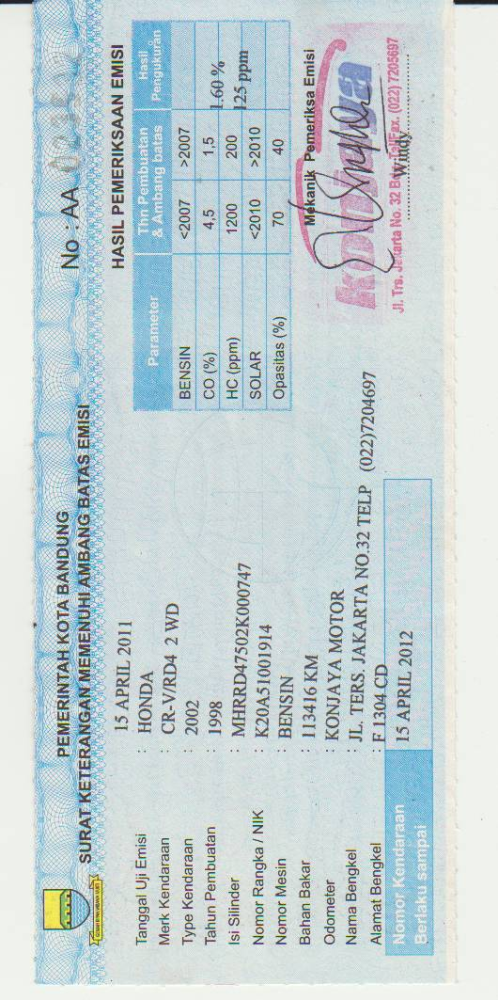 PEMERINTAH KOTA BANDUNG
SURAT KETERANGAN MEMENUHI AMBANG BATAS EMISI
No : AA
Tanggal Uji Emisi 15 APRIL 2011
Merk Kendaraan : HONDA
Type Kendaraan : CR-V/RD4 2 WD
Tahun Pembuatan : 2002
Isi Silinder : 1998
Nomor Rangka / NIK : MHRRD47502K000747
Nomor Mesin : K20A51001914
Bahan Bakar : BENSIN
Odometer : 113416 KM
Nama Bengkel : KONJAYA MOTOR
Alamat Bengkel : JL, TERS. JAKARTA NO.32 TELP (022)7204697
Nomor Kendaraan : F 1304 CD
Berlaku sampai 15 APRIL 2012
HASIL PEMERIKSAAN EMISI
Parameter Thn Pembuatan & Ambang batas Hasil Pengukuran
BENSIN <2007 >2007
CO (%) 4,5 1,5 1.60 %
HC (ppm) 1200 200 125 ppm
SOLAR <2010 >2010
Opasitas (%) 70 40
Mekanik Pemeriksa Emisi
Jl. Trs. Jakarta No. 32 Bdg. Tel/Fax. (022) 7205697
Windy